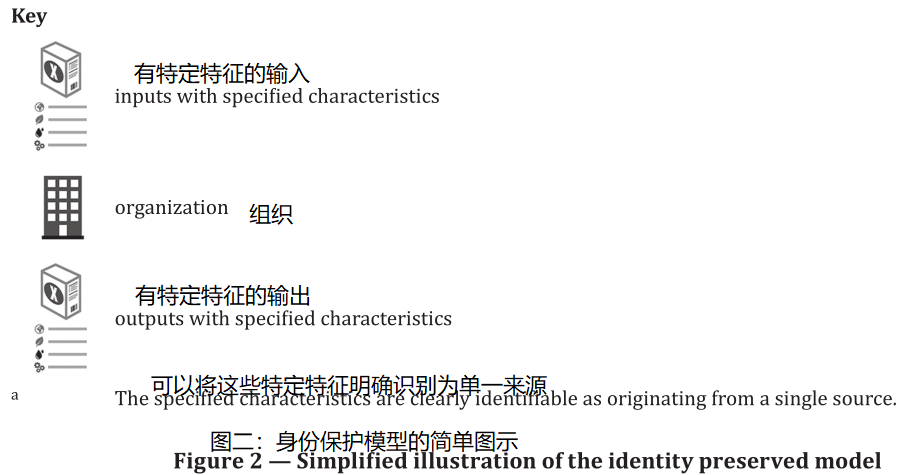 Key
有特定特征的输入
inputs with specified characteristics
organization 组织
有特定特征的输出
outputs with specified characteristics
可以将这些特定特征明确识别为单一来源
a The specified characteristics are clearly identifiable as originating from a single source.
图二：身份保护模型的简单图示
Figure 2 — Simplified illustration of the identity preserved model